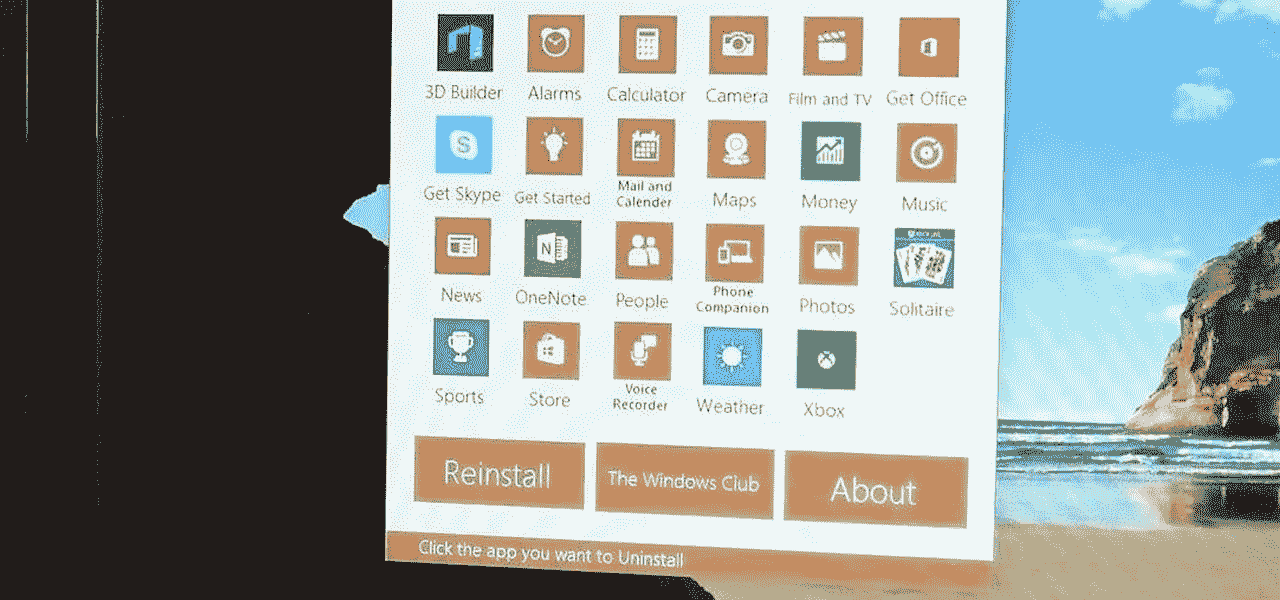 3D Builder Alarms Calculator Camera Film and TV Get Office
S
Get Skype Get Started Mail and Calender Maps Money Music
N
News OneNote People Phone Companion Photos Solitaire
Sports Store Voice Recorder Weather Xbox
Reinstall The Windows Club About
Click the app you want to Uninstall